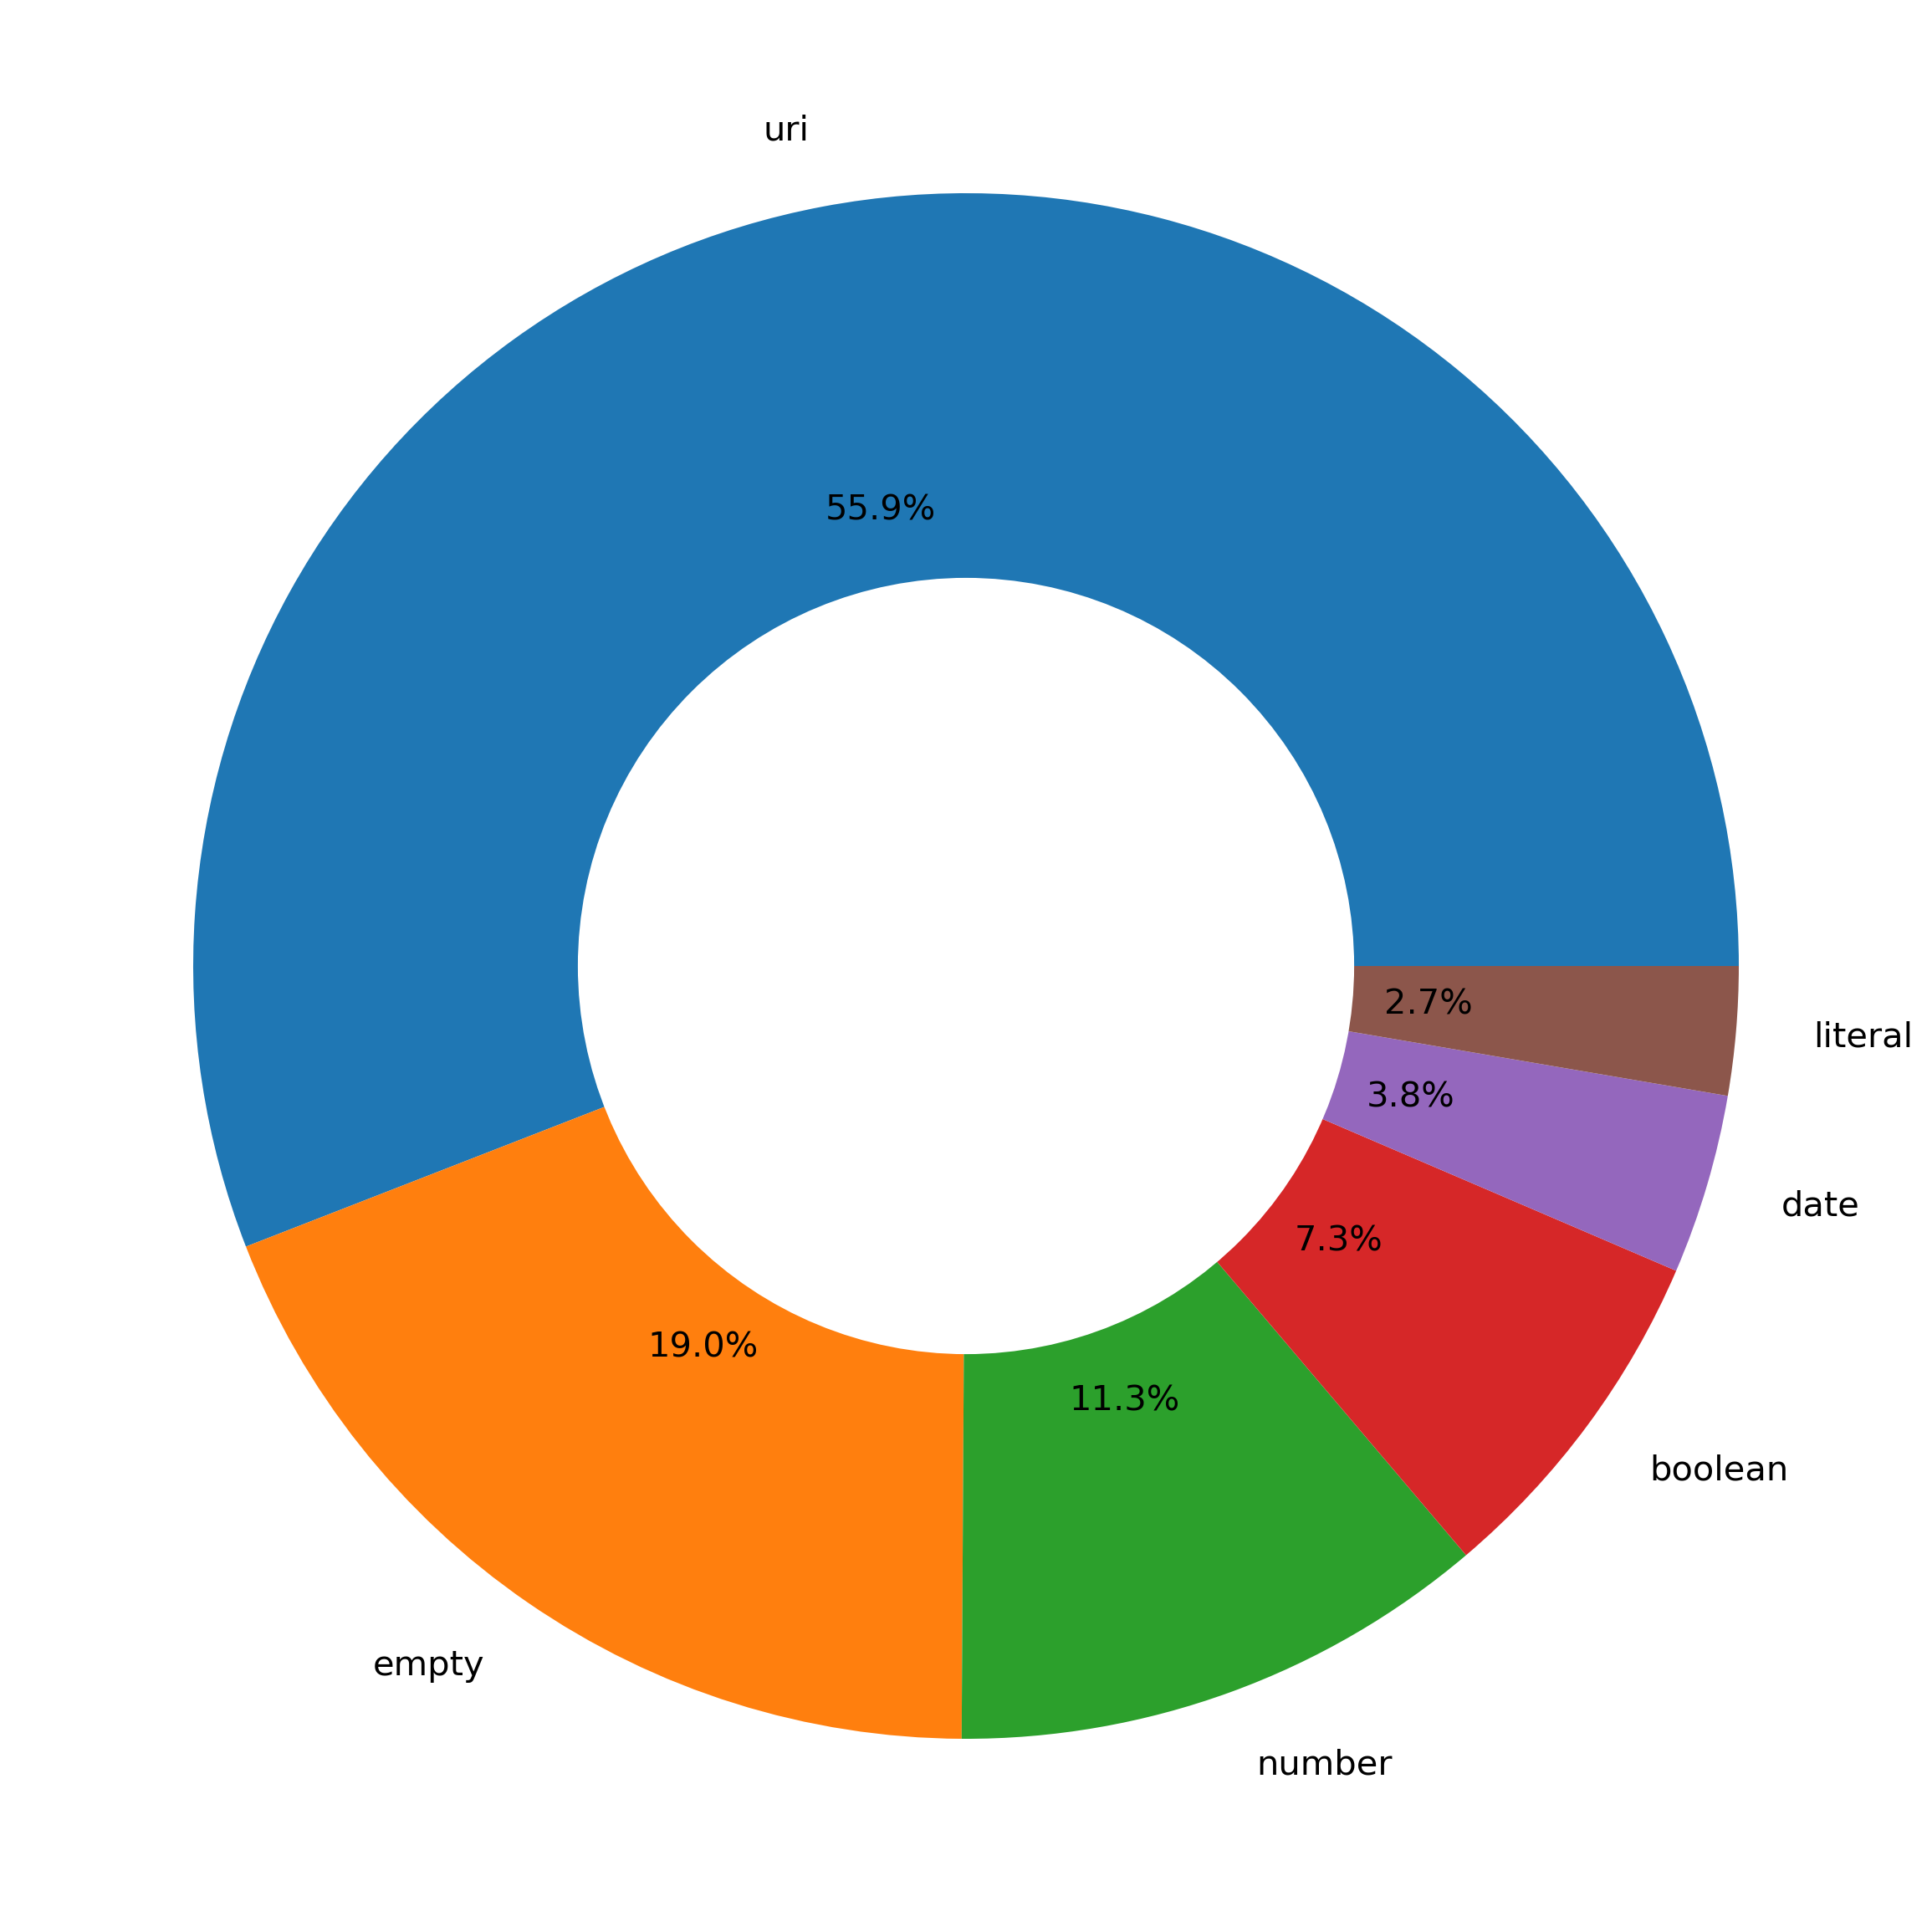 uri
55.9%
2.7%
literal
3.8%
date
7.3%
19.0%
11.3%
boolean
empty
number